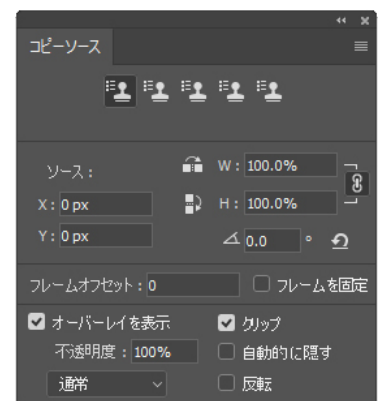 コピーソース
ソース : W : 100.0%
X : 0 px H : 100.0%
Y : 0 px 0.0 °
フレームオフセット : 0 フレームを固定
オーバーレイを表示 クリップ
不透明度 : 100% 自動的に隠す
通常 反転